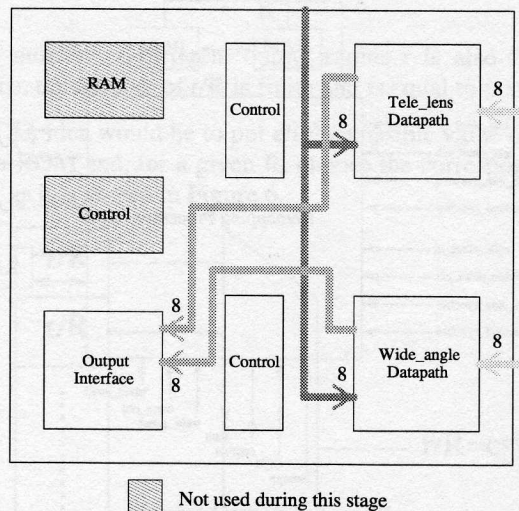 RAM
Control
Tele_lens
Datapath
8
8
Control
8
Output
Interface
8
Control
Wide_angle
Datapath
8
8
Not used during this stage